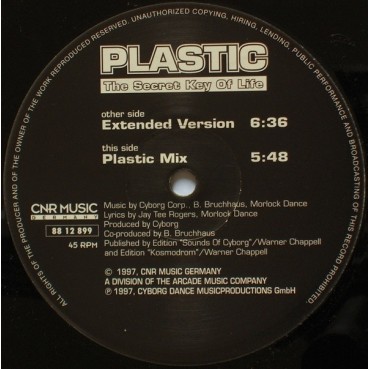 ALL RIGHTS OF THE PRODUCER AND OF THE OWNER OF THE WORK REPRODUCED RESERVED. UNAUTHORIZED COPYING, HIRING, LENDING, PUBLIC PERFORMANCE AND BROADCASTING OF THIS RECORD PROHIBITED.
PLASTIC
The Secret Key Of Life
other side
Extended Version 6:36
this side
Plastic Mix 5:48
CNR MUSIC
GERMANY
88 12 899
45 RPM
Music by Cyborg Corp., B. Bruchhaus, Morlock Dance
Lyrics by Jay Tee Rogers, Morlock Dance
Produced by Cyborg
Co-produced by B. Bruchhaus
Published by Edition "Sounds Of Cyborg"/Warner Chappell
and Edition "Kosmodrom"/Warner Chappell
© 1997, CNR MUSIC GERMANY
A DIVISION OF THE ARCADE MUSIC COMPANY
℗ 1997, CYBORG DANCE MUSICPRODUCTIONS GmbH